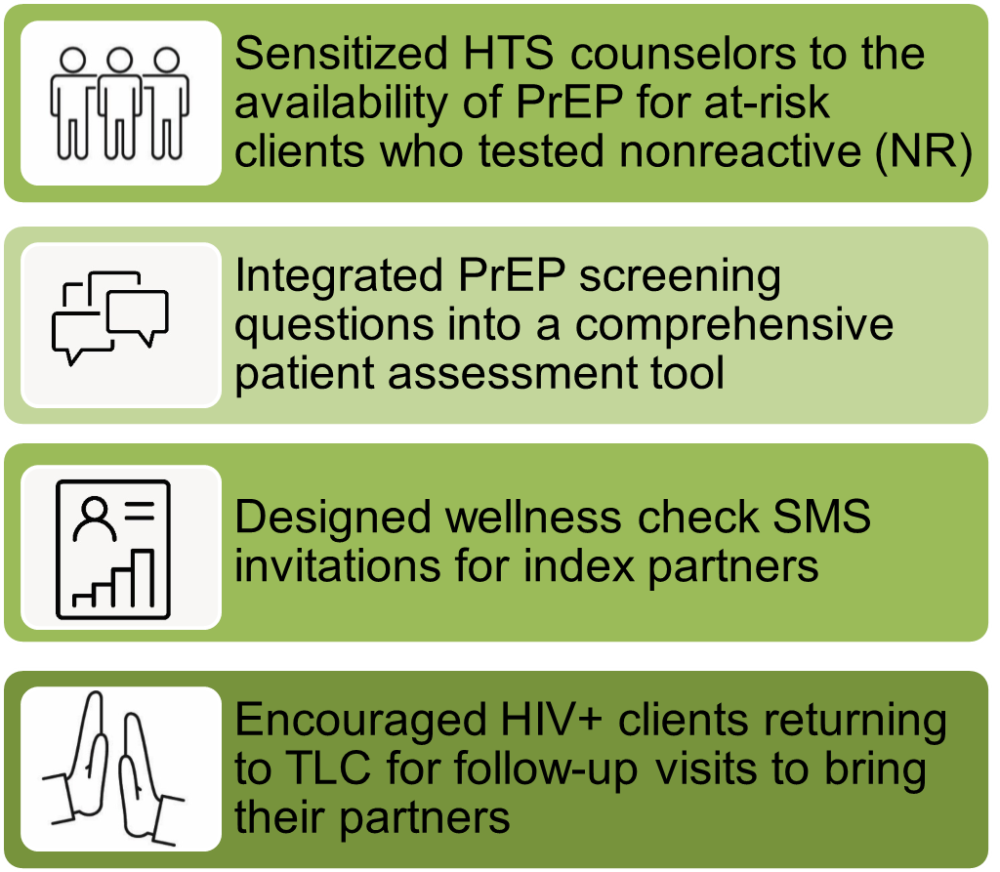 Sensitized HTS counselors to the
availability of PrEP for at-risk
clients who tested nonreactive (NR)
Integrated PrEP screening
questions into a comprehensive
patient assessment tool
Designed wellness check SMS
invitations for index partners
Encouraged HIV+ clients returning
to TLC for follow-up visits to bring
their partners